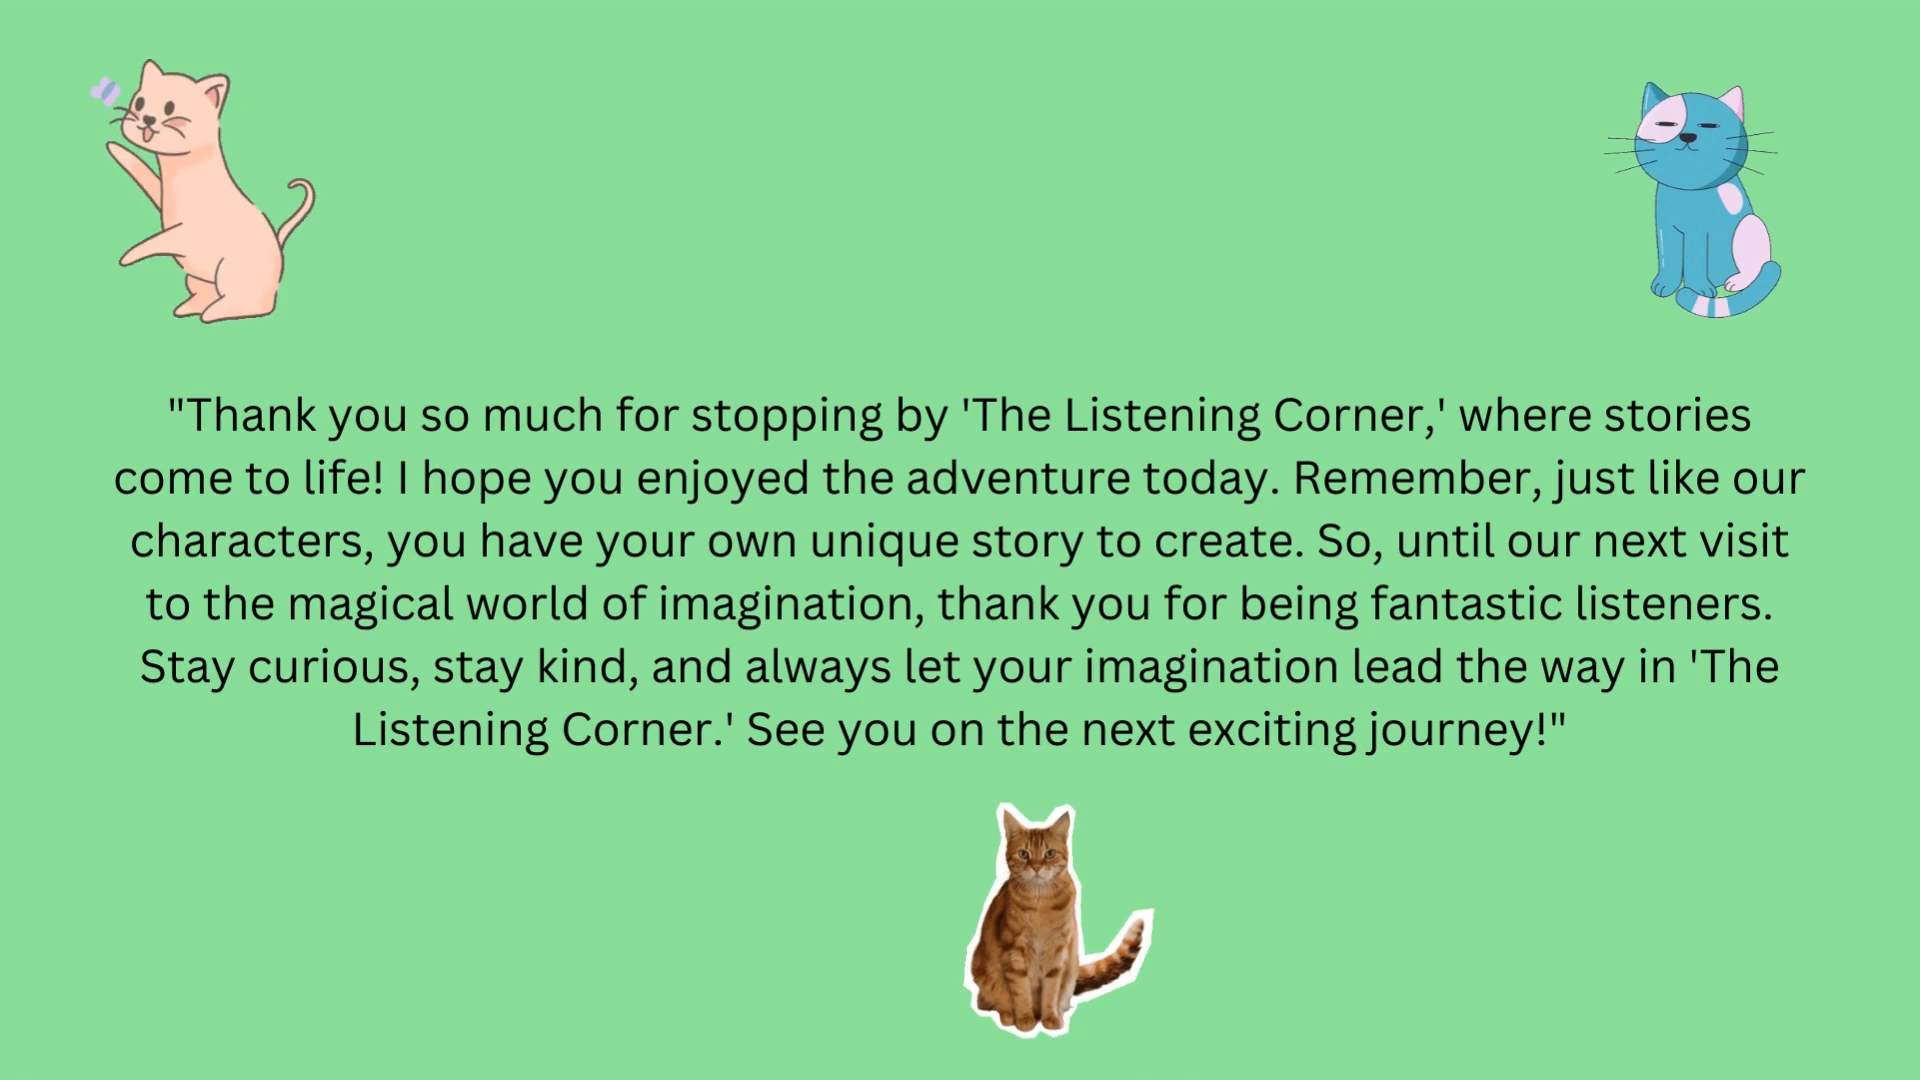 "Thank you so much for stopping by 'The Listening Corner,' where stories
come to life! I hope you enjoyed the adventure today. Remember, just like our
characters, you have your own unique story to create. So, until our next visit
to the magical world of imagination, thank you for being fantastic listeners.
Stay curious, stay kind, and always let your imagination lead the way in 'The
Listening Corner.' See you on the next exciting journey!"